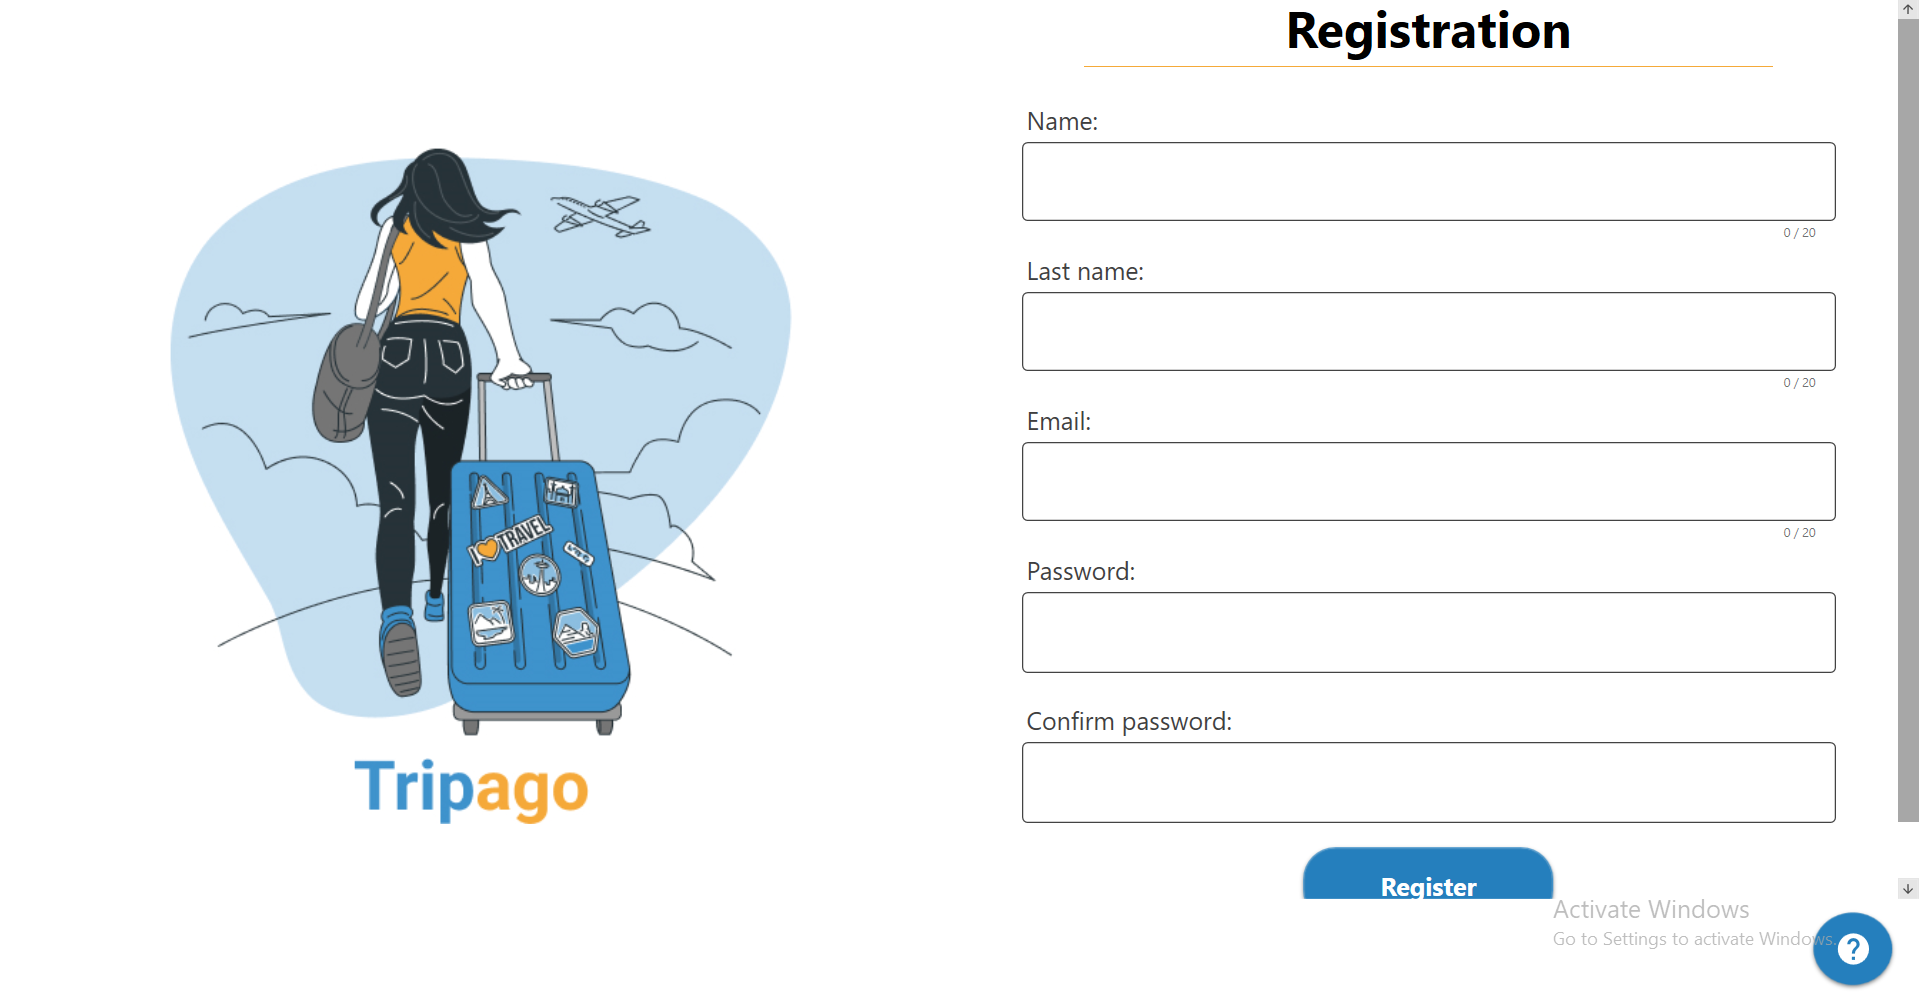 Registration
Name:
0 / 20
Last name:
0 / 20
Email:
0 / 20
Password:
Confirm password:
Register
I TRAVEL
Tripago
Activate Windows
Go to Settings to activate Windows.
?